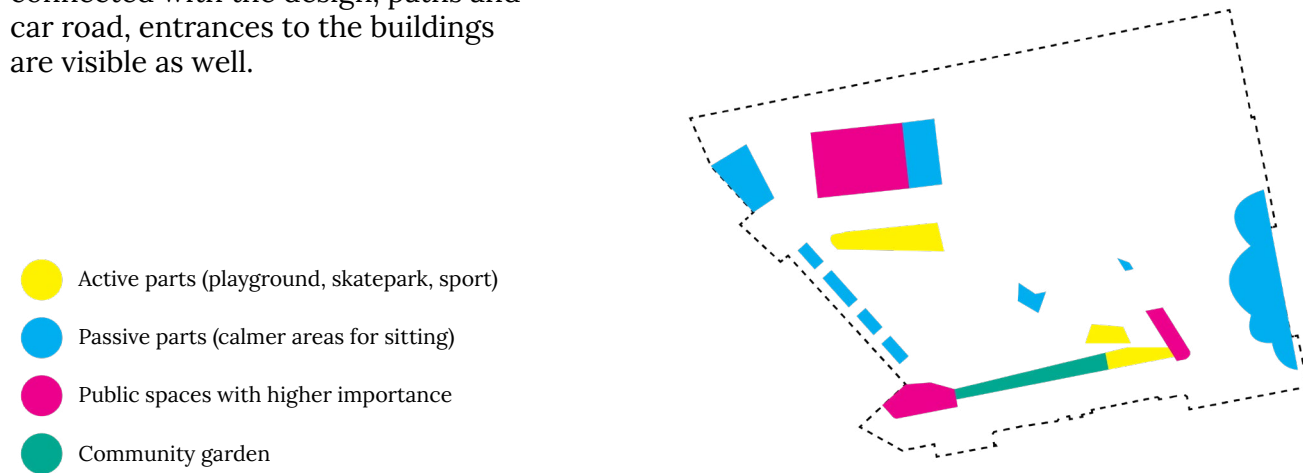 connected with the design, paths and
car road, entrances to the buildings
are visible as well.
Active parts (playground, skatepark, sport)
Passive parts (calmer areas for sitting)
Public spaces with higher importance
Community garden